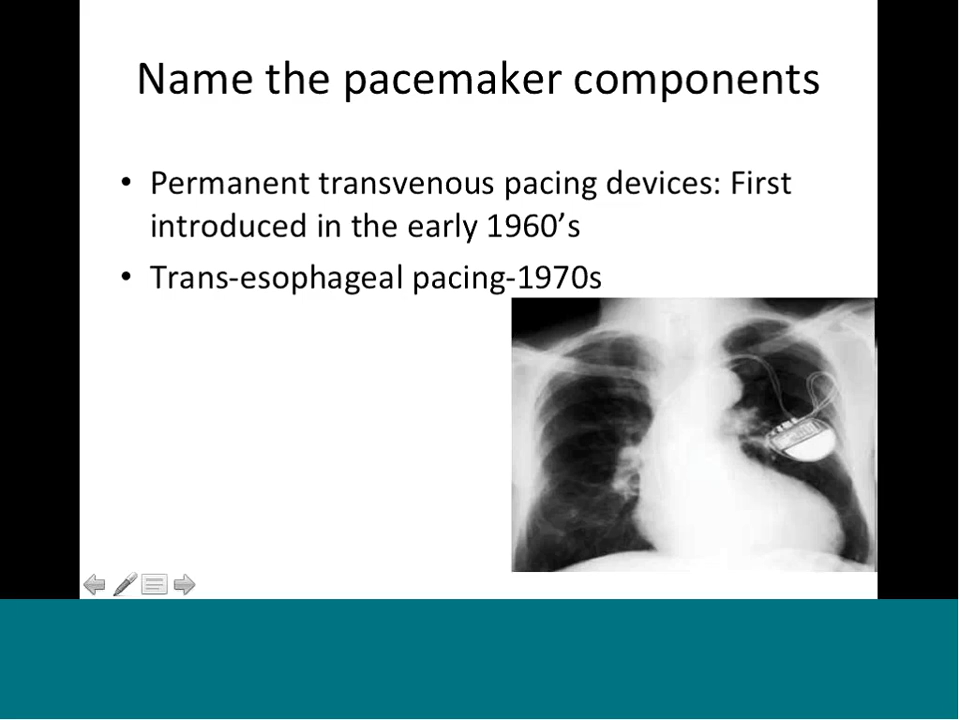 Name the pacemaker components
• Permanent transvenous pacing devices: First
introduced in the early 1960’s
• Trans-esophageal pacing-1970s